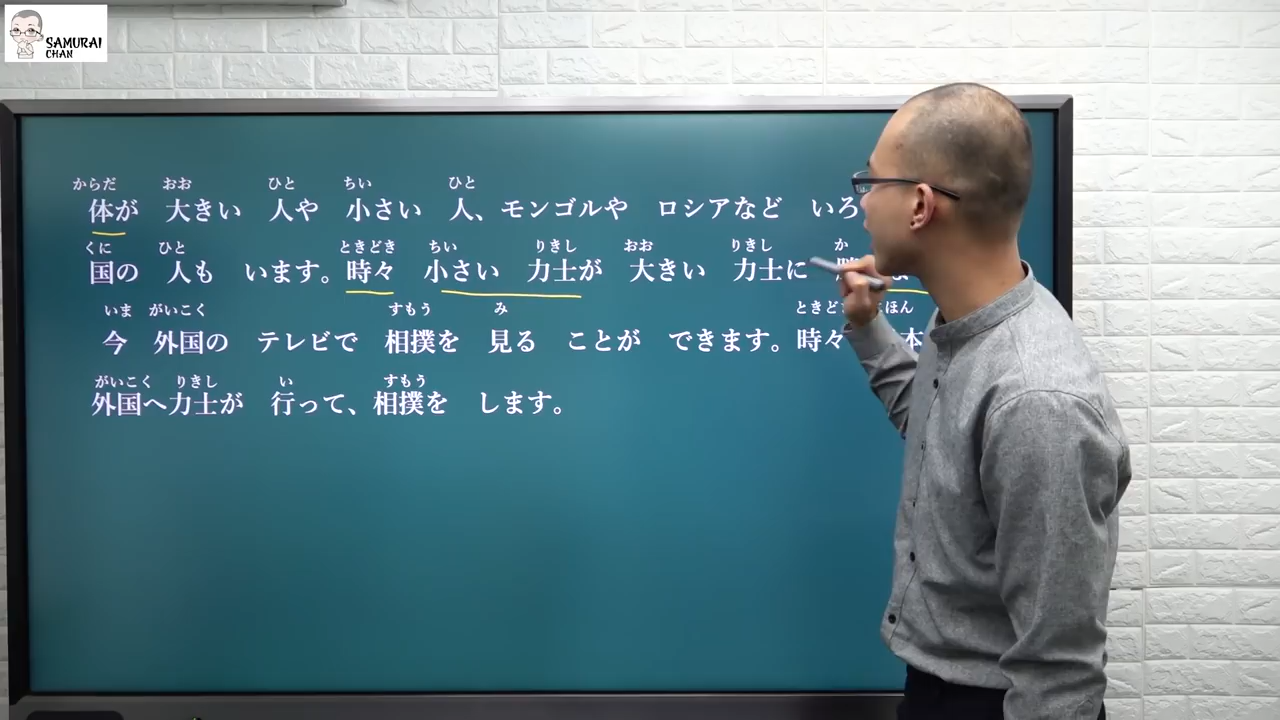 SAMURAI
CHAN
からだ おお ひと ちい ひと
体が 大きい 人や 小さい 人、モンゴルや ロシアなど いろ
くに ひと ときどき ちい りきし おお りきし か
国の 人も います。時々 小さい 力士が 大きい 力士に
いま がいこく すもう み ときど ほん
今 外国の テレビで 相撲を 見る ことが できます。時々 本
がいこく りきし い すもう
外国へ力士が 行って、相撲を します。